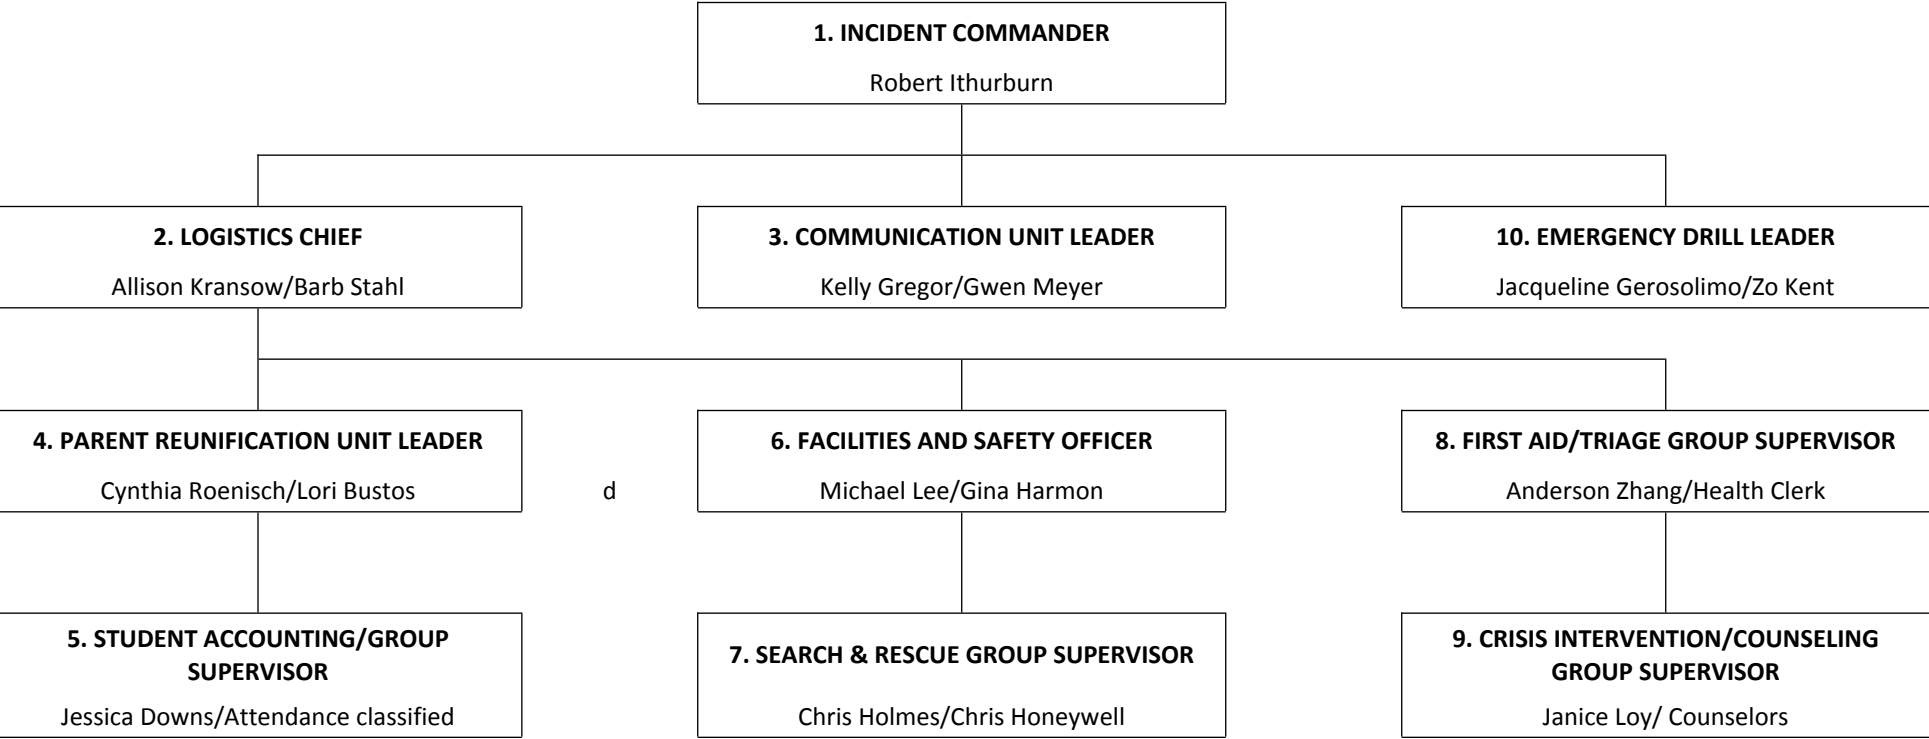 1. INCIDENT COMMANDER
Robert Ithurburn
2. LOGISTICS CHIEF
Allison Kransow/Barb Stahl
3. COMMUNICATION UNIT LEADER
Kelly Gregor/Gwen Meyer
10. EMERGENCY DRILL LEADER
Jacqueline Gerosolimo/Zo Kent
4. PARENT REUNIFICATION UNIT LEADER
Cynthia Roenisch/Lori Bustos
d
6. FACILITIES AND SAFETY OFFICER
Michael Lee/Gina Harmon
8. FIRST AID/TRIAGE GROUP SUPERVISOR
Anderson Zhang/Health Clerk
5. STUDENT ACCOUNTING/GROUP
SUPERVISOR
Jessica Downs/Attendance classified
7. SEARCH & RESCUE GROUP SUPERVISOR
Chris Holmes/Chris Honeywell
9. CRISIS INTERVENTION/COUNSELING
GROUP SUPERVISOR
Janice Loy/ Counselors